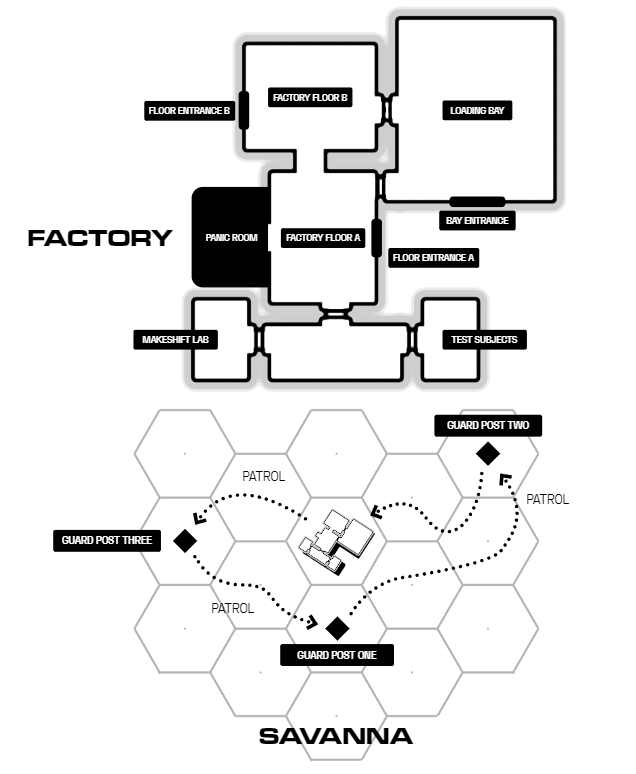 FACTORY FLOOR B
FLOOR ENTRANCE B
LOADING BAY
BAY ENTRANCE
FACTORY
PANIC ROOM
FACTORY FLOOR A
FLOOR ENTRANCE A
MAKESHIFT LAB
TEST SUBJECTS
GUARD POST TWO
PATROL
PATROL
GUARD POST THREE
PATROL
GUARD POST ONE
SAVANNA